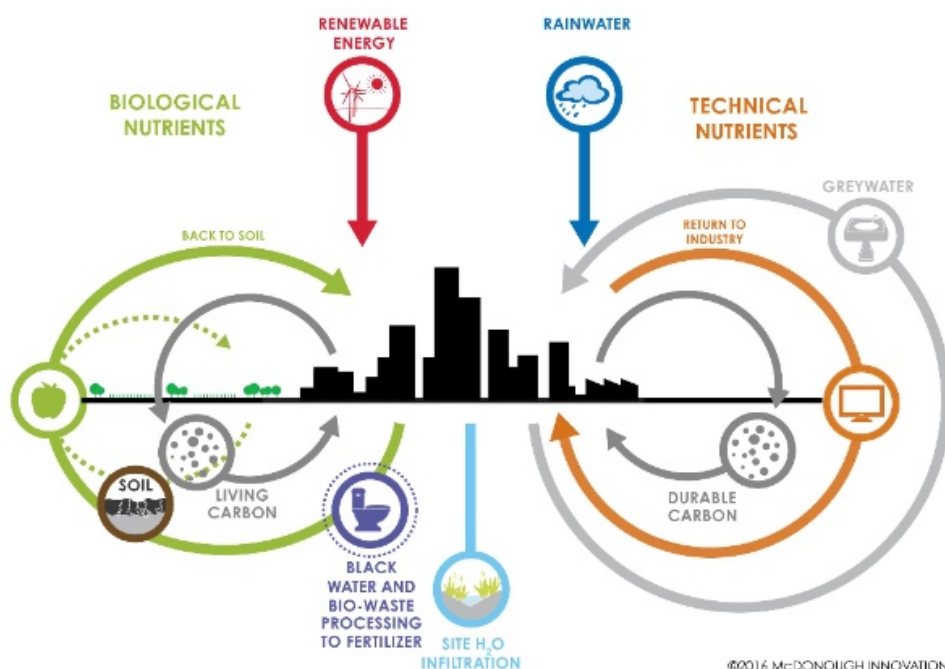 RENEWABLE
ENERGY
RAINWATER
BIOLOGICAL
NUTRIENTS
TECHNICAL
NUTRIENTS
GREYWATER
BACK TO SOIL
RETURN TO
INDUSTRY
SOIL
LIVING
CARBON
DURABLE
CARBON
BLACK
WATER AND
BIO-WASTE
PROCESSING
TO FERTILIZER
SITE H₂O
INFILTRATION
©2016 McDONOUGH INNOVATION